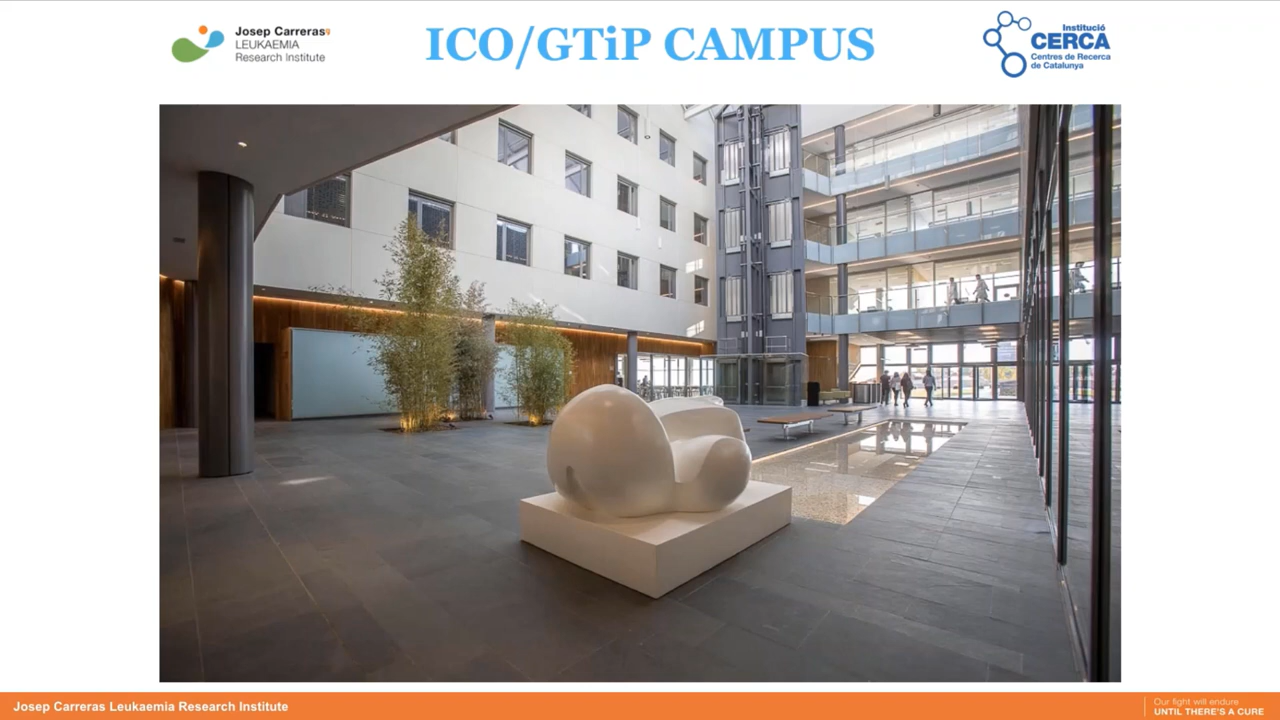 Josep Carreras
LEUKAEMIA
Research Institute
ICO/GTiP CAMPUS
Institució
CERCA
Centres de Recerca
de Catalunya
Josep Carreras Leukaemia Research Institute
Our fight will endure
UNTIL THERE'S A CURE